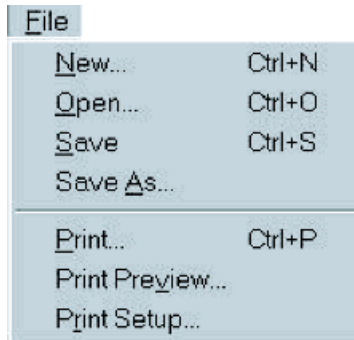 File
New... Ctrl+N
Open... Ctrl+O
Save Ctrl+S
Save As...
Print... Ctrl+P
Print Preview...
Print Setup...